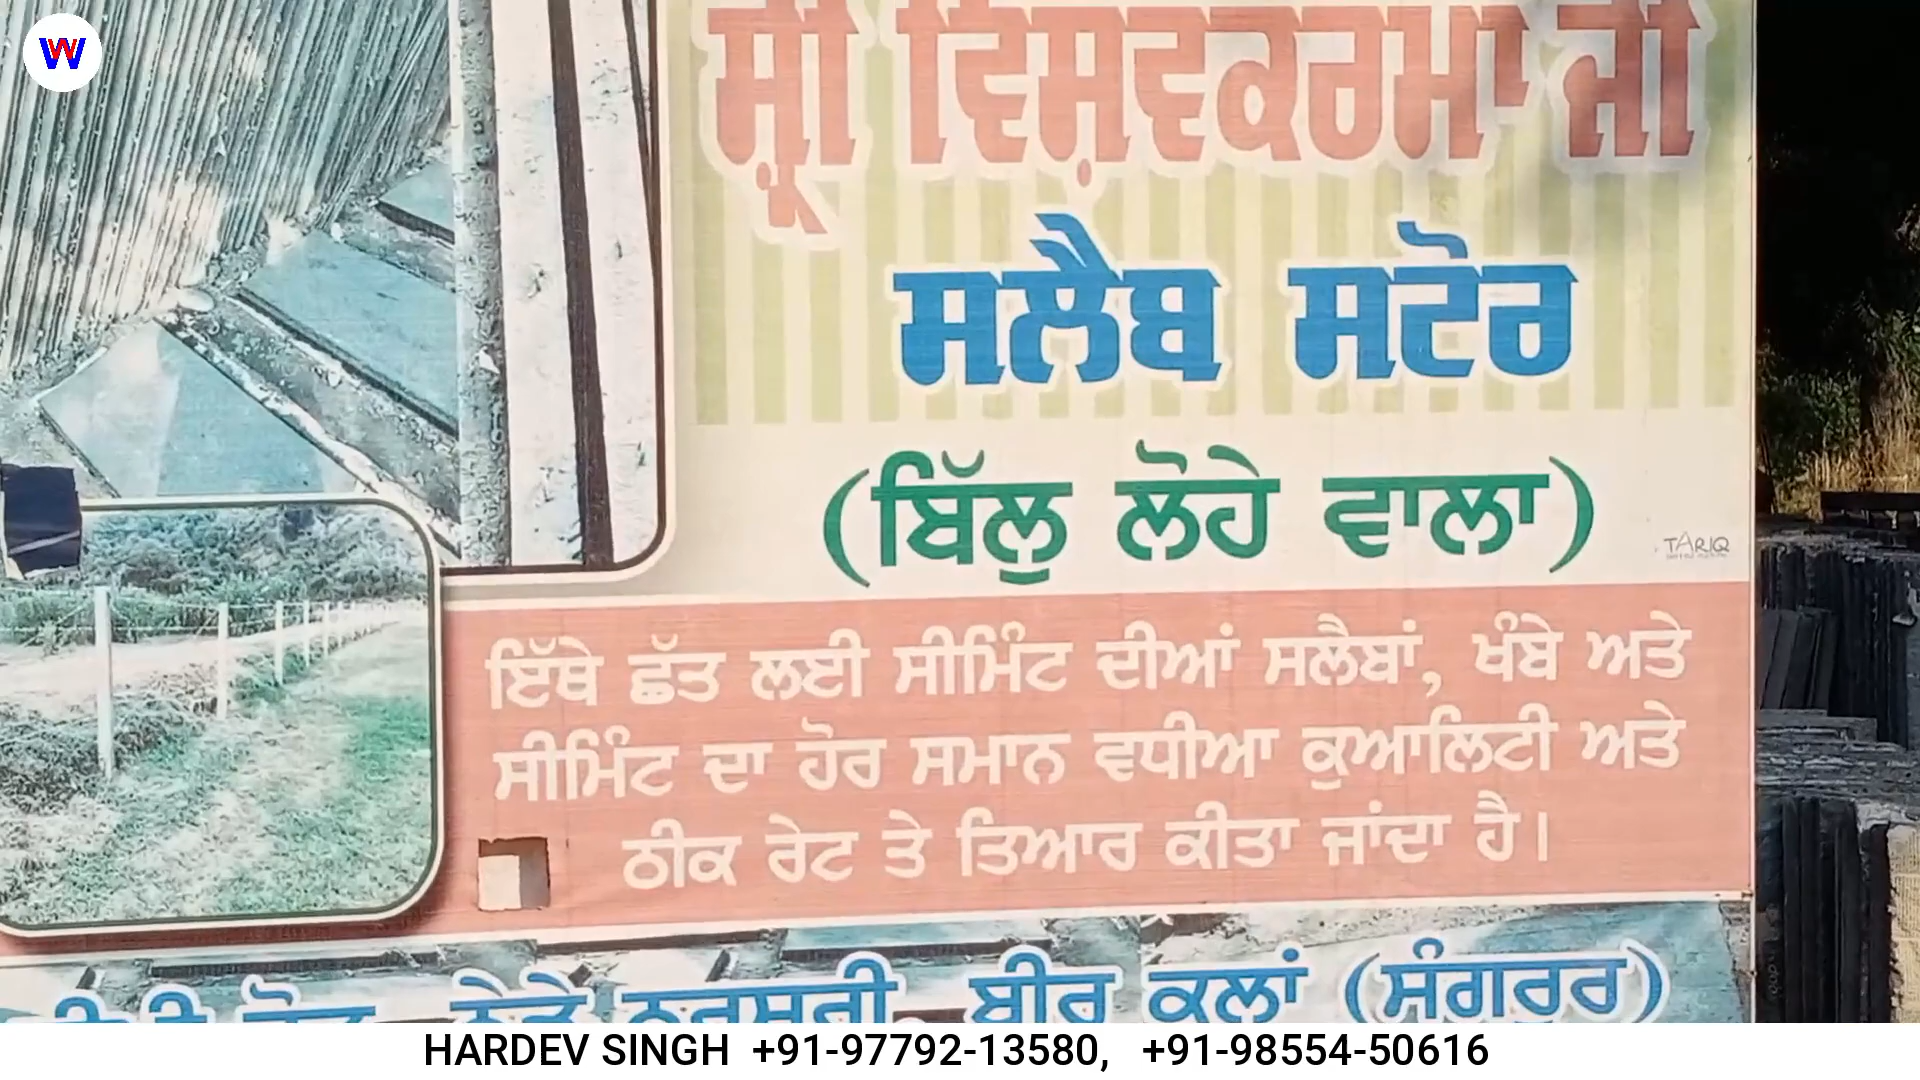 W
ਸ਼੍ਰੀ ਵਿਸ਼ਵਕਰਮਾ ਜੀ
ਸਲੈਬ ਸਟੋਰ
(ਬਿੱਲੂ ਲੋਹੇ ਵਾਲਾ)
TARIQ
ਇੱਥੇ ਛੱਤ ਲਈ ਸੀਮਿੰਟ ਦੀਆਂ ਸਲੈਬਾਂ, ਖੰਬੇ ਅਤੇ
ਸੀਮਿੰਟ ਦਾ ਹੋਰ ਸਮਾਨ ਵਧੀਆ ਕੁਆਲਿਟੀ ਅਤੇ
ਠੀਕ ਰੇਟ ਤੇ ਤਿਆਰ ਕੀਤਾ ਜਾਂਦਾ ਹੈ।
ਰੋਡ, ਨੇੜੇ ਨਰਸਰੀ, ਬੀਰ ਕਲਾਂ (ਸੰਗਰੂਰ)
HARDEV SINGH +91-97792-13580, +91-98554-50616